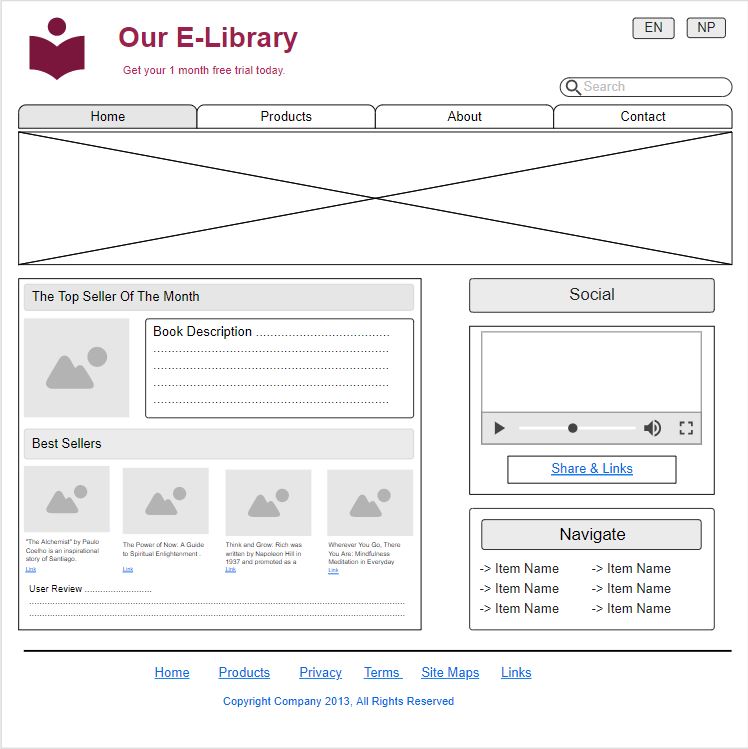 Our E-Library
EN
NP
Get your 1 month free trial today.
Search
Home
Products
About
Contact
The Top Seller Of The Month
Book Description ......................................
..................................................................
..................................................................
..................................................................
..................................................................
Best Sellers
"The Alchemist" by Paulo
Coelho is an inspirational
story of Santiago.
Link
The Power of Now: A Guide
to Spiritual Enlightenment .
Link
Think and Grow: Rich was
written by Napoleon Hill in
1937 and promoted as a
Link
Wherever You Go, There
You Are: Mindfulness
Meditation in Everyday
Link
User Review ..........................
..................................................................
..................................................................
Social
Share & Links
Navigate
-> Item Name
-> Item Name
-> Item Name
-> Item Name
-> Item Name
-> Item Name
Home
Products
Privacy
Terms
Site Maps
Links
Copyright Company 2013, All Rights Reserved